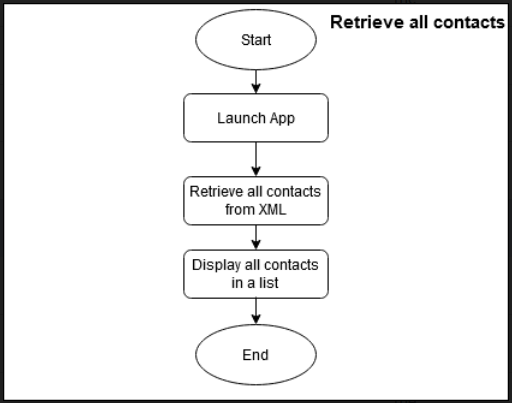 Retrieve all contacts
Start
Launch App
Retrieve all contacts
from XML
Display all contacts
in a list
End